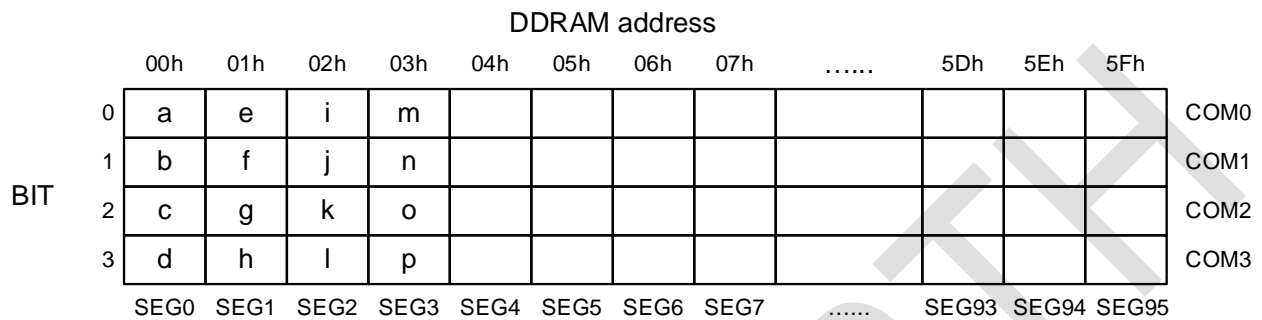 DDRAM address
00h 01h 02h 03h 04h 05h 06h 07h ...... 5Dh 5Eh 5Fh
0 a e i m COM0
1 b f j n COM1
BIT
2 c g k o COM2
3 d h l p COM3
SEG0 SEG1 SEG2 SEG3 SEG4 SEG5 SEG6 SEG7 ...... SEG93 SEG94 SEG95